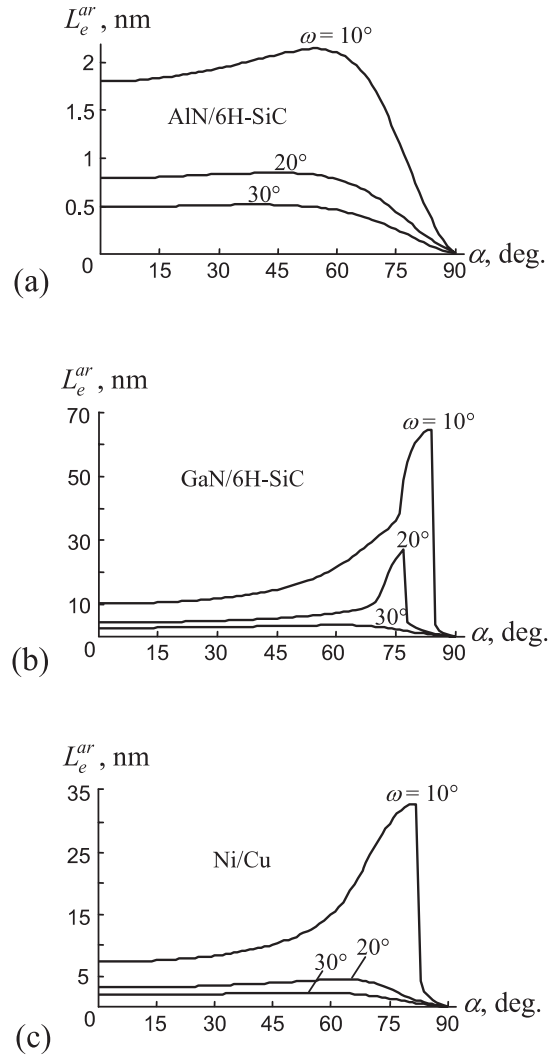 L_e^{ar}, nm
ω = 10°
2
1.5
AlN/6H-SiC
1
20°
30°
0.5
0 15 30 45 60 75 90 α, deg.
(a)
L_e^{ar}, nm
70
ω = 10°
50
GaN/6H-SiC
30
20°
10
30°
0 15 30 45 60 75 90 α, deg.
(b)
L_e^{ar}, nm
35
ω = 10°
25
Ni/Cu
15
20°
30°
5
0 15 30 45 60 75 90 α, deg.
(c)